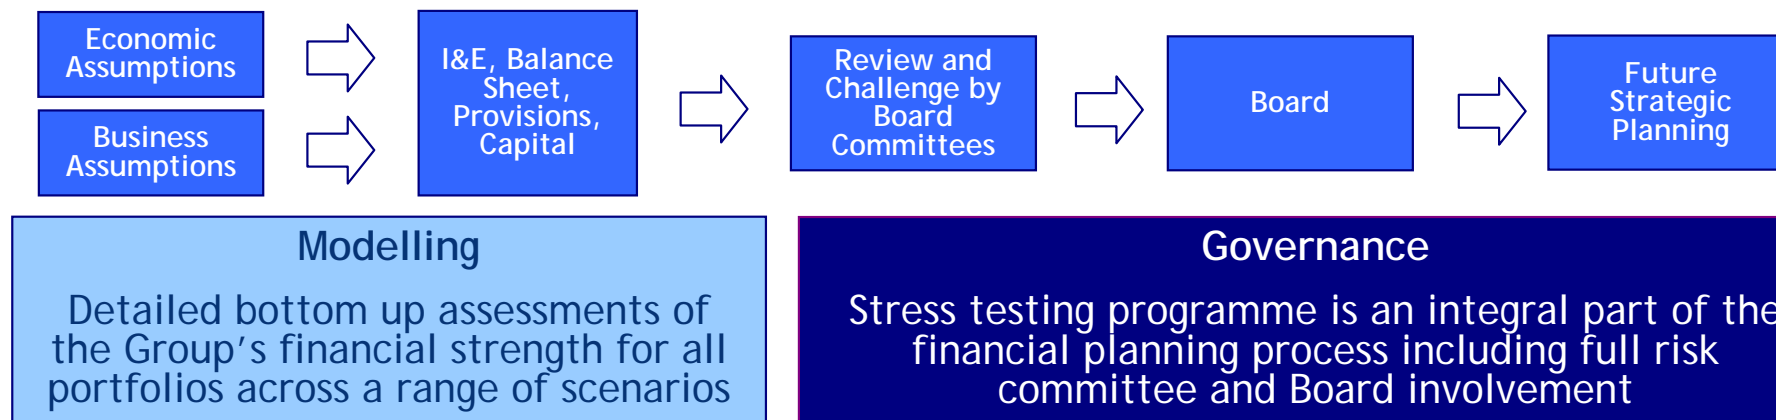 Economic
Assumptions
Business
Assumptions
I&E, Balance
Sheet,
Provisions,
Capital
Review and
Challenge by
Board
Committees
Board
Future
Strategic
Planning
Modelling
Detailed bottom up assessments of
the Group’s financial strength for all
portfolios across a range of scenarios
Governance
Stress testing programme is an integral part of the
financial planning process including full risk
committee and Board involvement